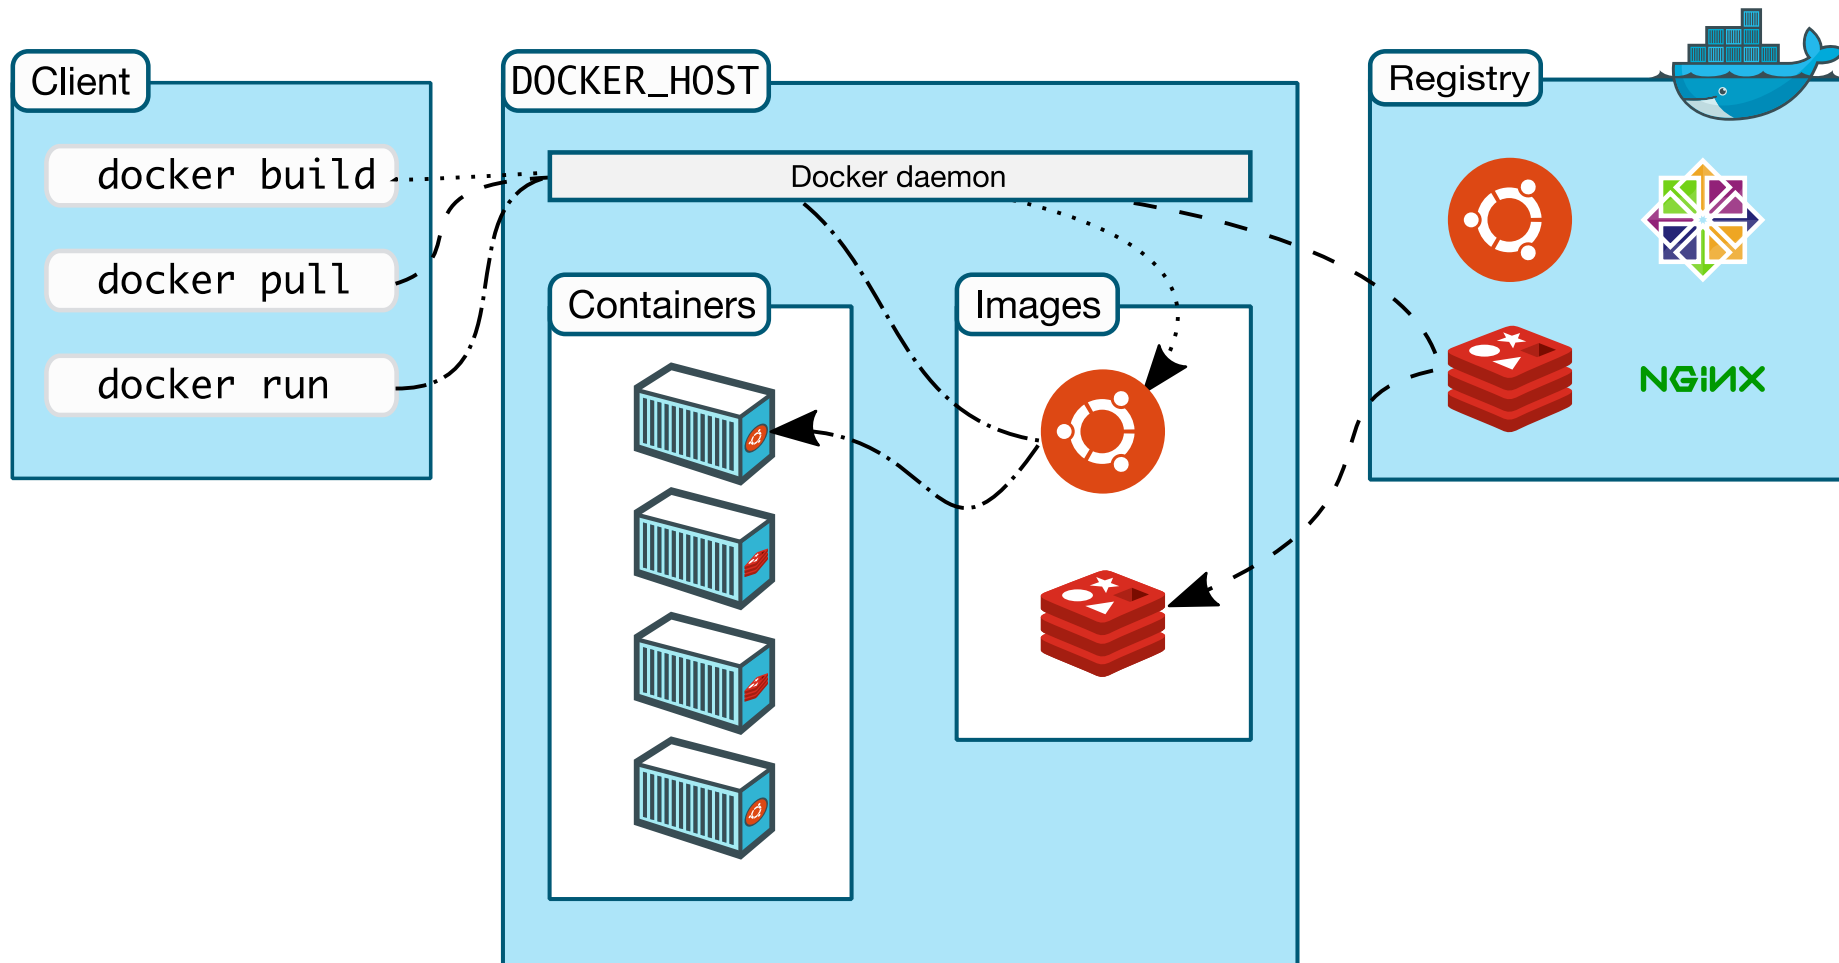 Client
docker build
docker pull
docker run
DOCKER_HOST
Docker daemon
Containers
Images
Registry
NGiNX